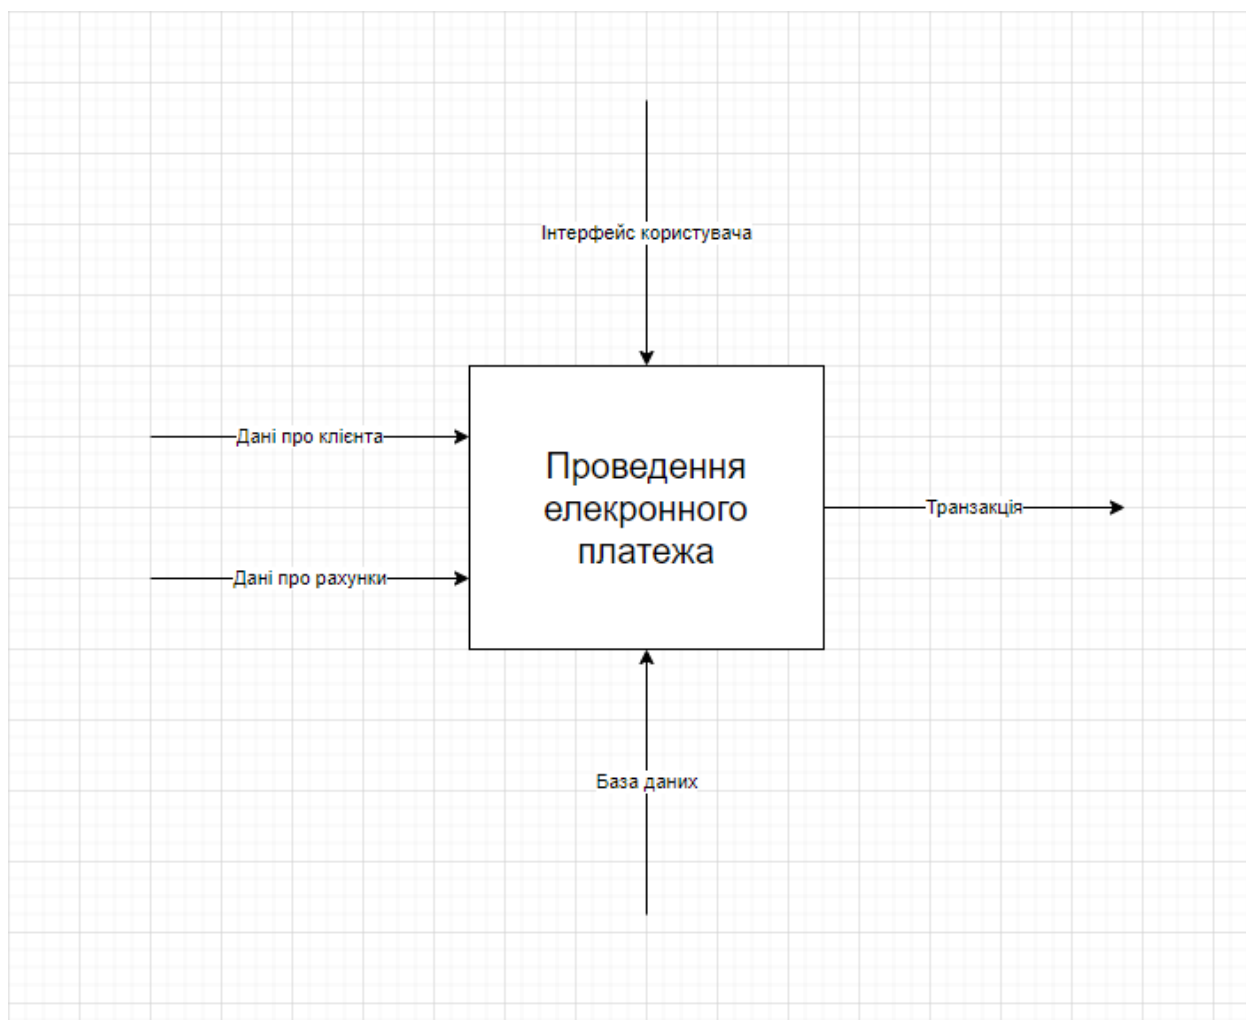 Інтерфейс користувача
Дані про клієнта
Проведення
елекронного
платежа
Транзакція
Дані про рахунки
База даних